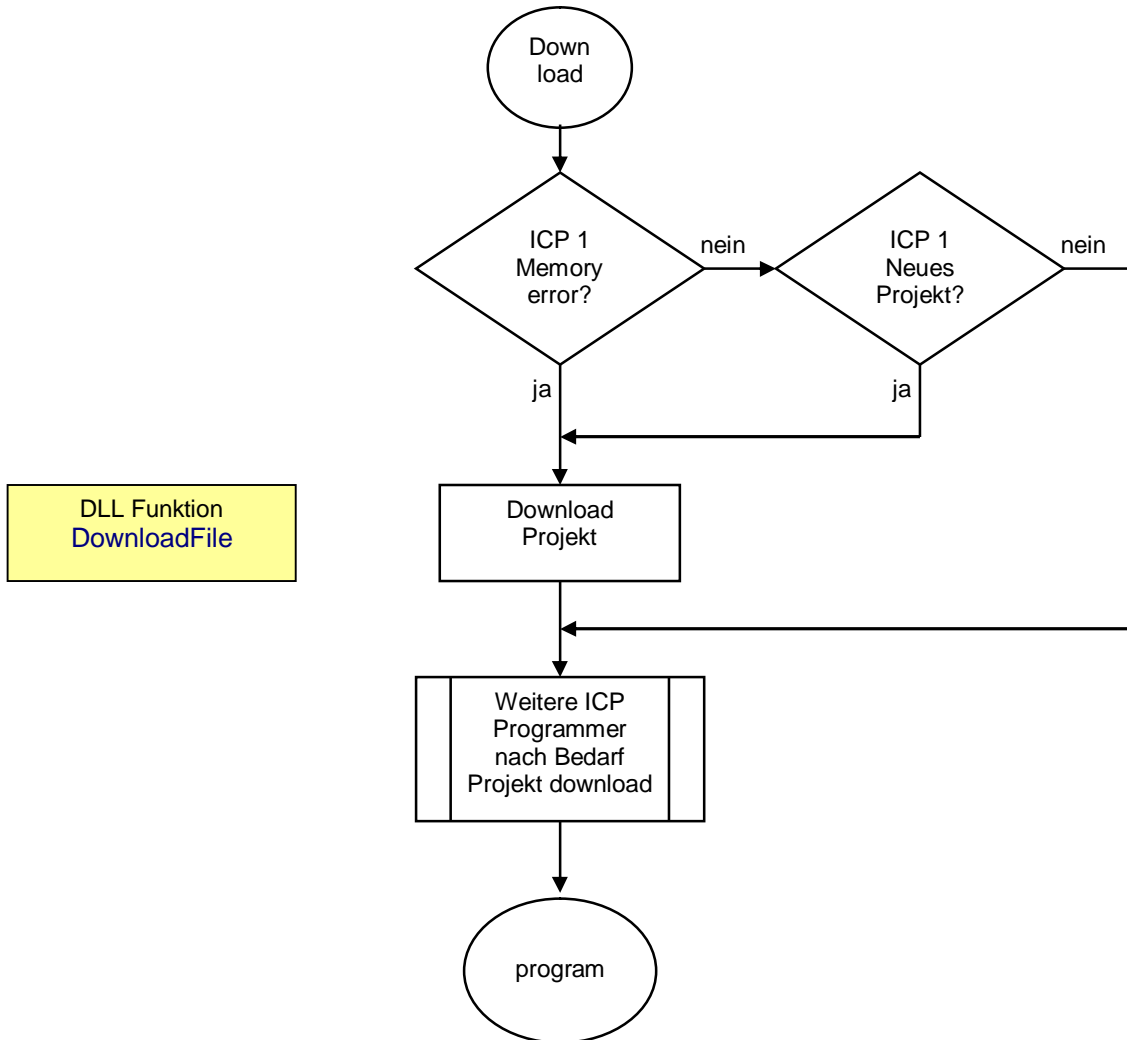 Down
load
ICP 1
Memory
error?
nein
ICP 1
Neues
Projekt?
nein
ja
ja
DLL Funktion
DownloadFile
Download
Projekt
Weitere ICP
Programmer
nach Bedarf
Projekt download
program